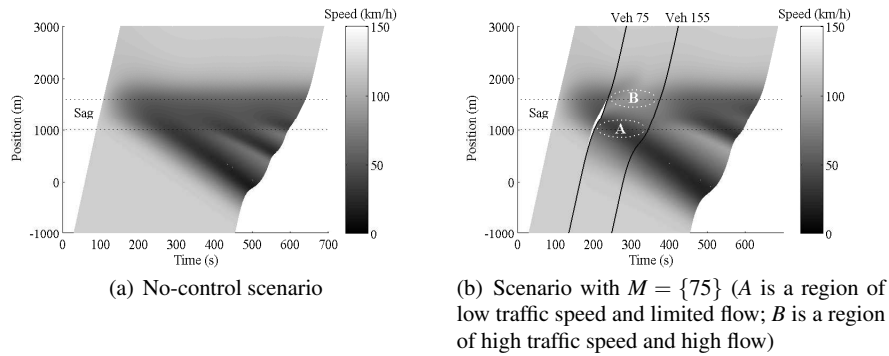 Speed (km/h)
3000
2000
1000
0
-1000
Position (m)
Sag
0 100 200 300 400 500 600 700
Time (s)
150
100
50
0
(a) No-control scenario
Veh 75 Veh 155
Speed (km/h)
3000
2000
1000
0
-1000
Position (m)
Sag
B
A
0 100 200 300 400 500 600
Time (s)
150
100
50
0
(b) Scenario with M = {75} (A is a region of
low traffic speed and limited flow; B is a region
of high traffic speed and high flow)